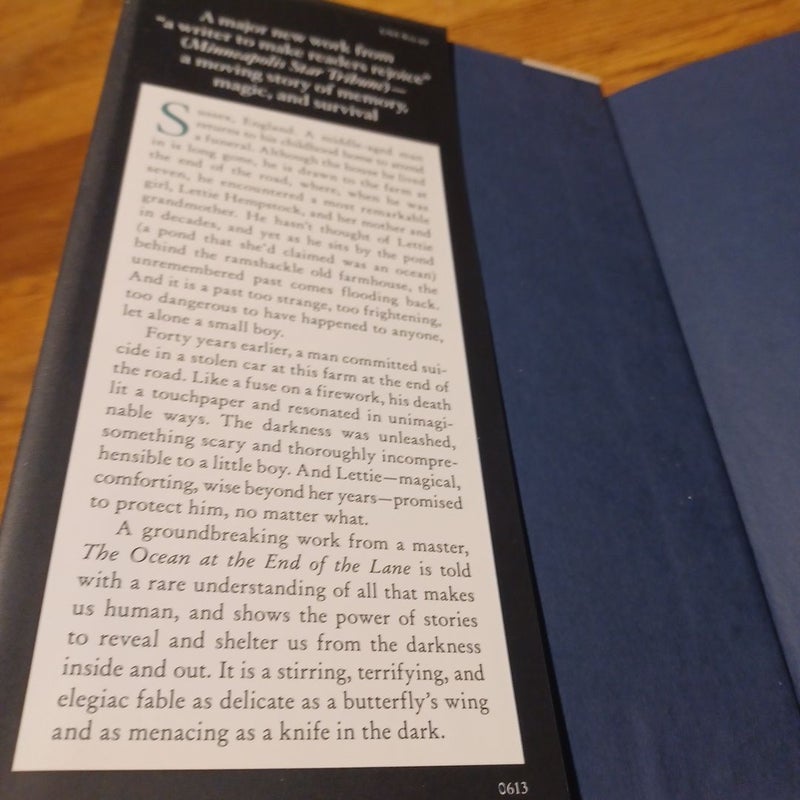 A major new work from
"a writer to make readers rejoice"
(Minneapolis Star Tribune)—
a moving story of memory,
magic, and survival
Sussex, England. A middle-aged man
returns to his childhood home to attend
a funeral. Although the house he lived
in is long gone, he is drawn to the farm at
the end of the road, where, when he was
seven, he encountered a most remarkable
girl, Lettie Hempstock, and her mother and
grandmother. He hasn't thought of Lettie
in decades, and yet as he sits by the pond
(a pond that she'd claimed was an ocean)
behind the ramshackle old farmhouse, the
unremembered past comes flooding back.
And it is a past too strange, too frightening,
too dangerous to have happened to anyone,
let alone a small boy.
Forty years earlier, a man committed sui-
cide in a stolen car at this farm at the end of
the road. Like a fuse on a firework, his death
lit a touchpaper and resonated in unimagi-
nable ways. The darkness was unleashed,
something scary and thoroughly incompre-
hensible to a little boy. And Lettie—magical,
comforting, wise beyond her years—promised
to protect him, no matter what.
A groundbreaking work from a master,
The Ocean at the End of the Lane is told
with a rare understanding of all that makes
us human, and shows the power of stories
to reveal and shelter us from the darkness
inside and out. It is a stirring, terrifying, and
elegiac fable as delicate as a butterfly's wing
and as menacing as a knife in the dark.
0613